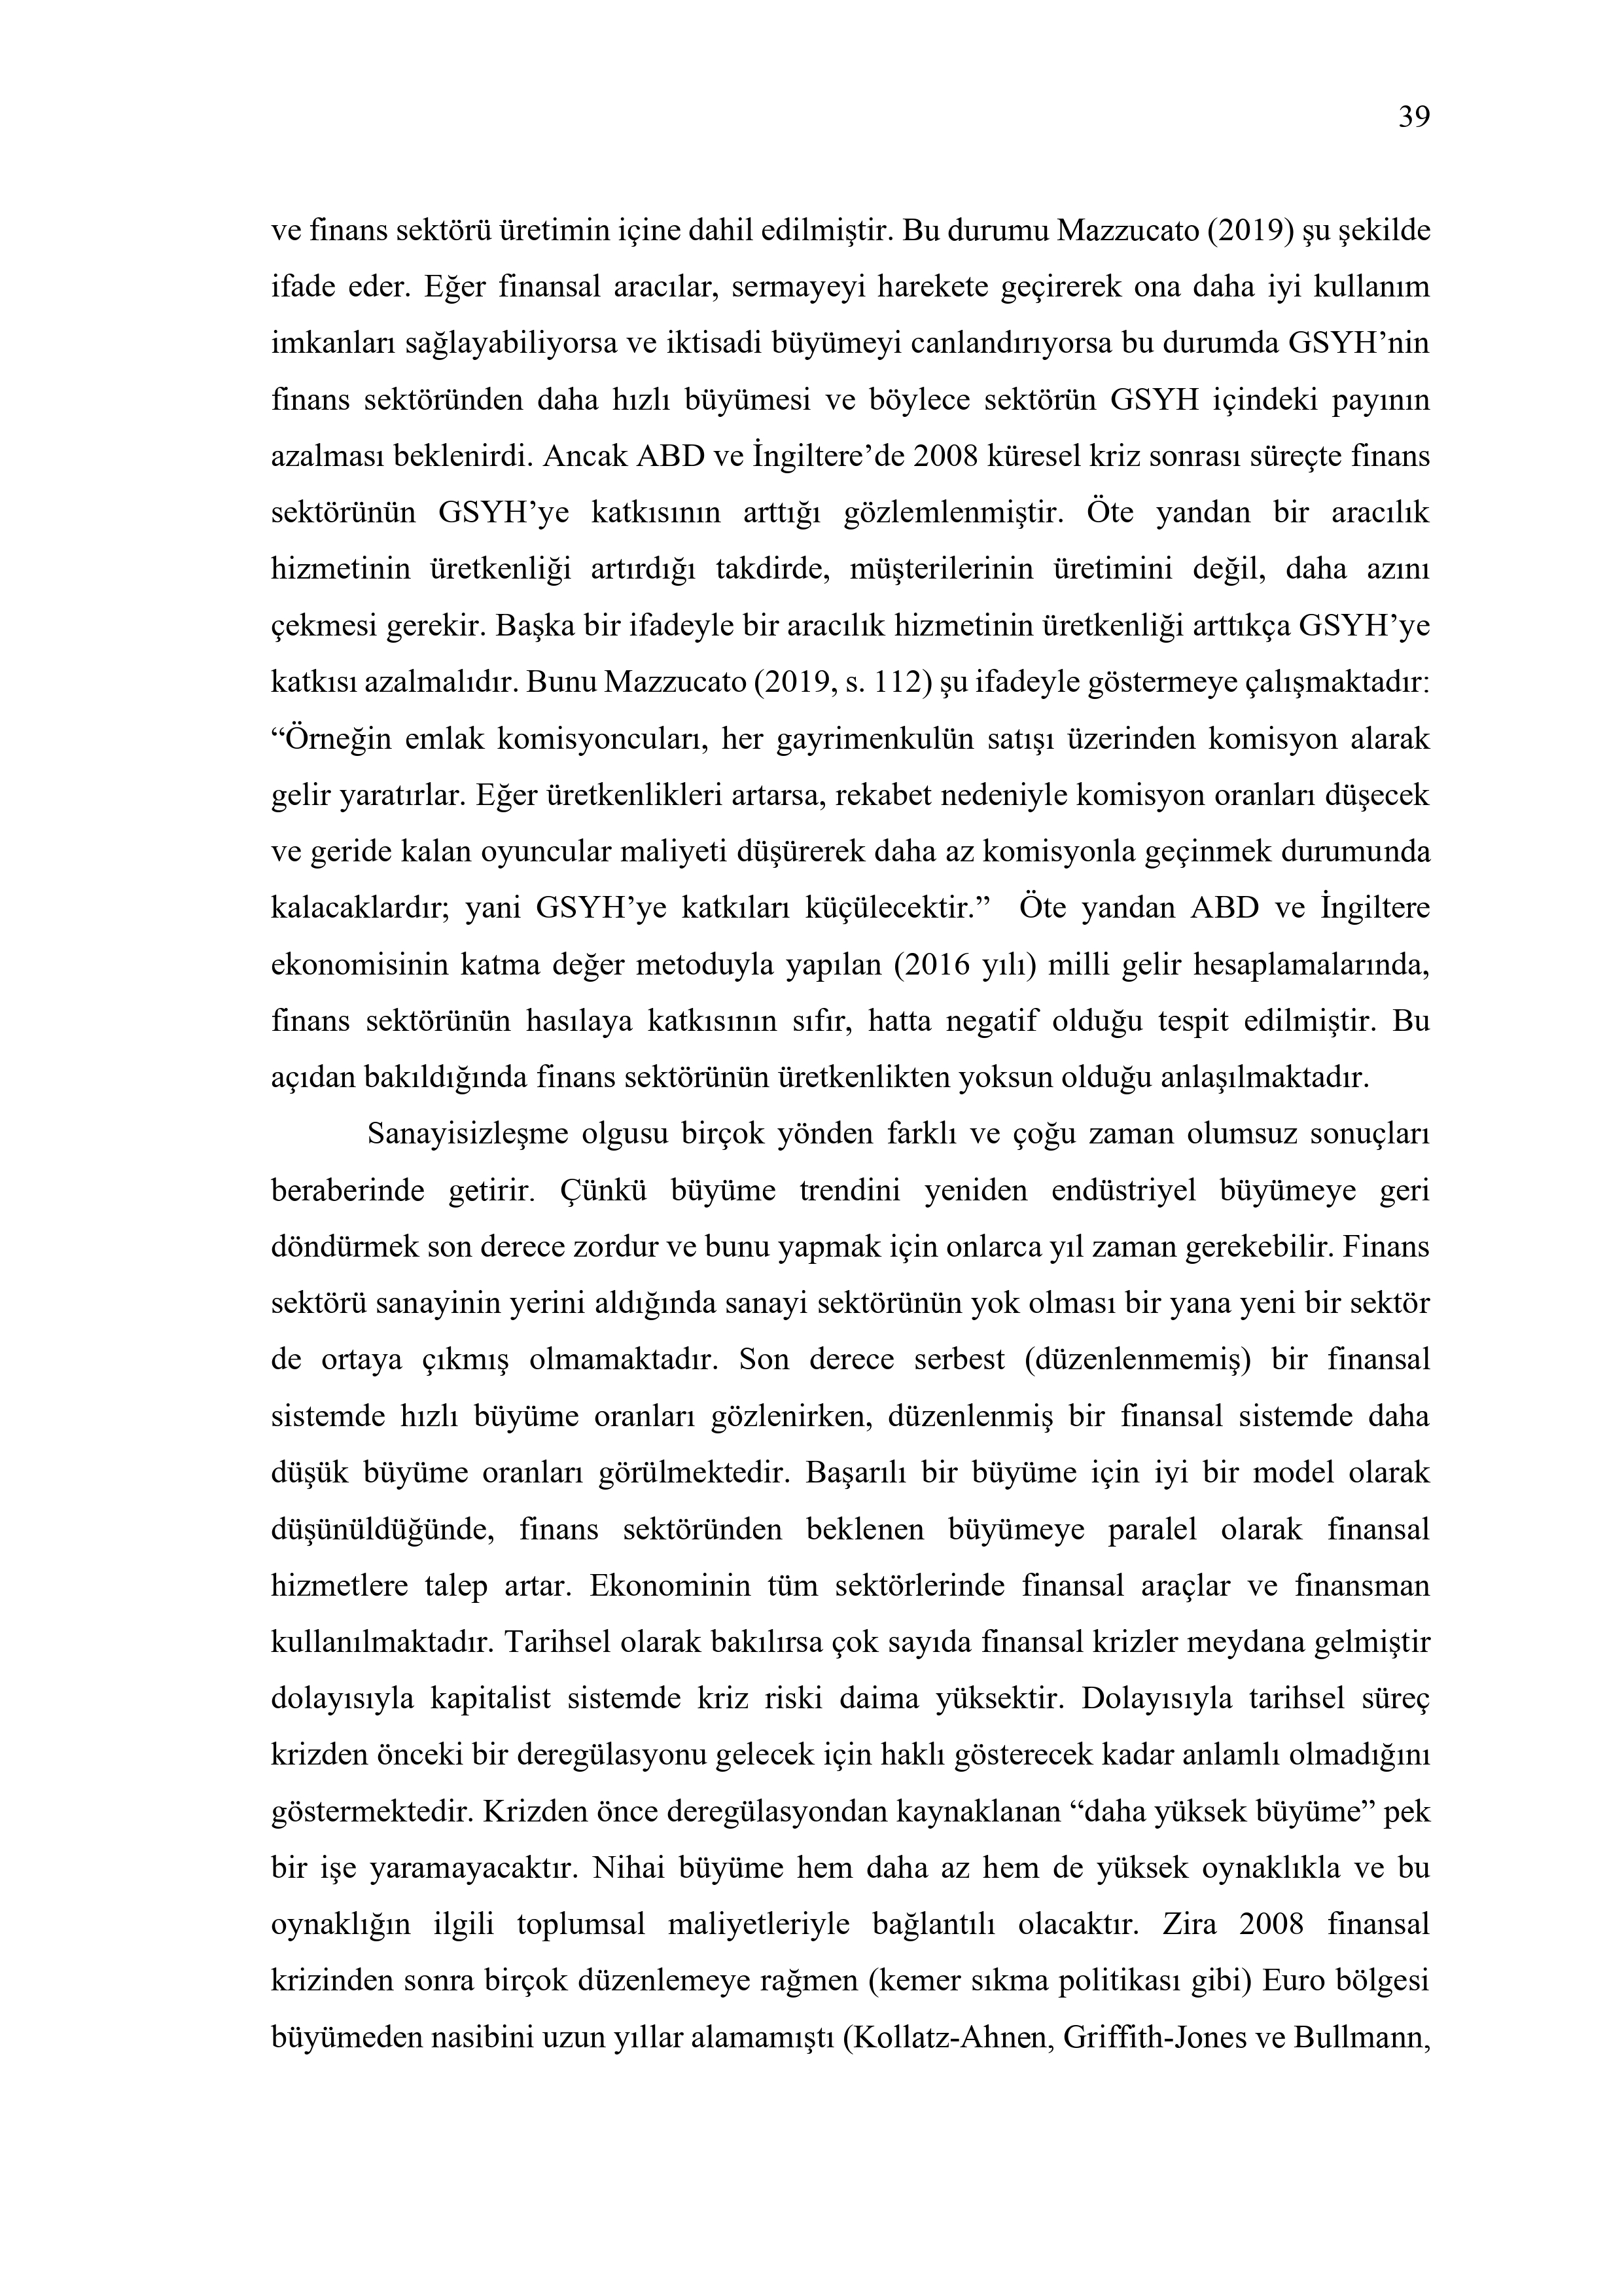 39
ve finans sektörü üretimin içine dahil edilmiştir. Bu durumu Mazzucato (2019) şu şekilde
ifade eder. Eğer finansal aracılar, sermayeyi harekete geçirerek ona daha iyi kullanım
imkanları sağlayabiliyorsa ve iktisadi büyümeyi canlandırıyorsa bu durumda GSYH’nin
finans sektöründen daha hızlı büyümesi ve böylece sektörün GSYH içindeki payının
azalması beklenirdi. Ancak ABD ve İngiltere’de 2008 küresel kriz sonrası süreçte finans
sektörünün GSYH’ye katkısının arttığı gözlemlenmiştir. Öte yandan bir aracılık
hizmetinin üretkenliği artırdığı takdirde, müşterilerinin üretimini değil, daha azını
çekmesi gerekir. Başka bir ifadeyle bir aracılık hizmetinin üretkenliği arttıkça GSYH’ye
katkısı azalmalıdır. Bunu Mazzucato (2019, s. 112) şu ifadeyle göstermeye çalışmaktadır:
“Örneğin emlak komisyoncuları, her gayrimenkulün satışı üzerinden komisyon alarak
gelir yaratırlar. Eğer üretkenlikleri artarsa, rekabet nedeniyle komisyon oranları düşecek
ve geride kalan oyuncular maliyeti düşürerek daha az komisyonla geçinmek durumunda
kalacaklardır; yani GSYH’ye katkıları küçülecektir.” Öte yandan ABD ve İngiltere
ekonomisinin katma değer metoduyla yapılan (2016 yılı) milli gelir hesaplamalarında,
finans sektörünün hasılaya katkısının sıfır, hatta negatif olduğu tespit edilmiştir. Bu
açıdan bakıldığında finans sektörünün üretkenlikten yoksun olduğu anlaşılmaktadır.
Sanayisizleşme olgusu birçok yönden farklı ve çoğu zaman olumsuz sonuçları
beraberinde getirir. Çünkü büyüme trendini yeniden endüstriyel büyümeye geri
döndürmek son derece zordur ve bunu yapmak için onlarca yıl zaman gerekebilir. Finans
sektörü sanayinin yerini aldığında sanayi sektörünün yok olması bir yana yeni bir sektör
de ortaya çıkmış olmamaktadır. Son derece serbest (düzenlenmemiş) bir finansal
sistemde hızlı büyüme oranları gözlenirken, düzenlenmiş bir finansal sistemde daha
düşük büyüme oranları görülmektedir. Başarılı bir büyüme için iyi bir model olarak
düşünüldüğünde, finans sektöründen beklenen büyümeye paralel olarak finansal
hizmetlere talep artar. Ekonominin tüm sektörlerinde finansal araçlar ve finansman
kullanılmaktadır. Tarihsel olarak bakılırsa çok sayıda finansal krizler meydana gelmiştir
dolayısıyla kapitalist sistemde kriz riski daima yüksektir. Dolayısıyla tarihsel süreç
krizden önceki bir deregülasyonu gelecek için haklı gösterecek kadar anlamlı olmadığını
göstermektedir. Krizden önce deregülasyondan kaynaklanan “daha yüksek büyüme” pek
bir işe yaramayacaktır. Nihai büyüme hem daha az hem de yüksek oynaklıkla ve bu
oynaklığın ilgili toplumsal maliyetleriyle bağlantılı olacaktır. Zira 2008 finansal
krizinden sonra birçok düzenlemeye rağmen (kemer sıkma politikası gibi) Euro bölgesi
büyümeden nasibini uzun yıllar alamamıştı (Kollatz-Ahnen, Griffith-Jones ve Bullmann,